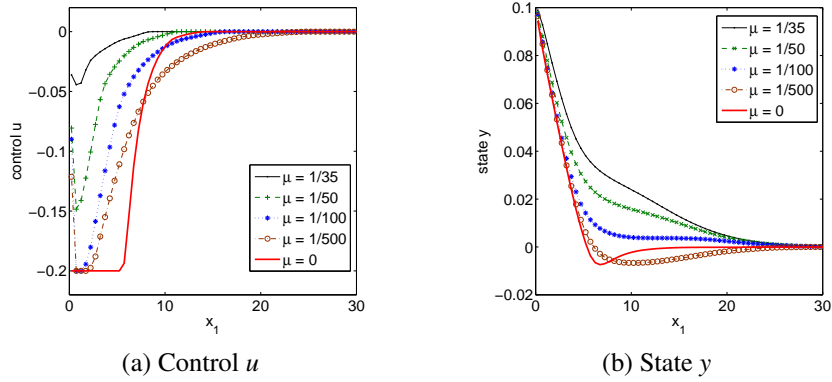 0
−0.05
−0.1
−0.15
−0.2
control u
0 10 20 30
x1
μ = 1/35
μ = 1/50
μ = 1/100
μ = 1/500
μ = 0
(a) Control u
0.1
0.08
0.06
0.04
0.02
0
−0.02
state y
0 10 20 30
x1
μ = 1/35
μ = 1/50
μ = 1/100
μ = 1/500
μ = 0
(b) State y